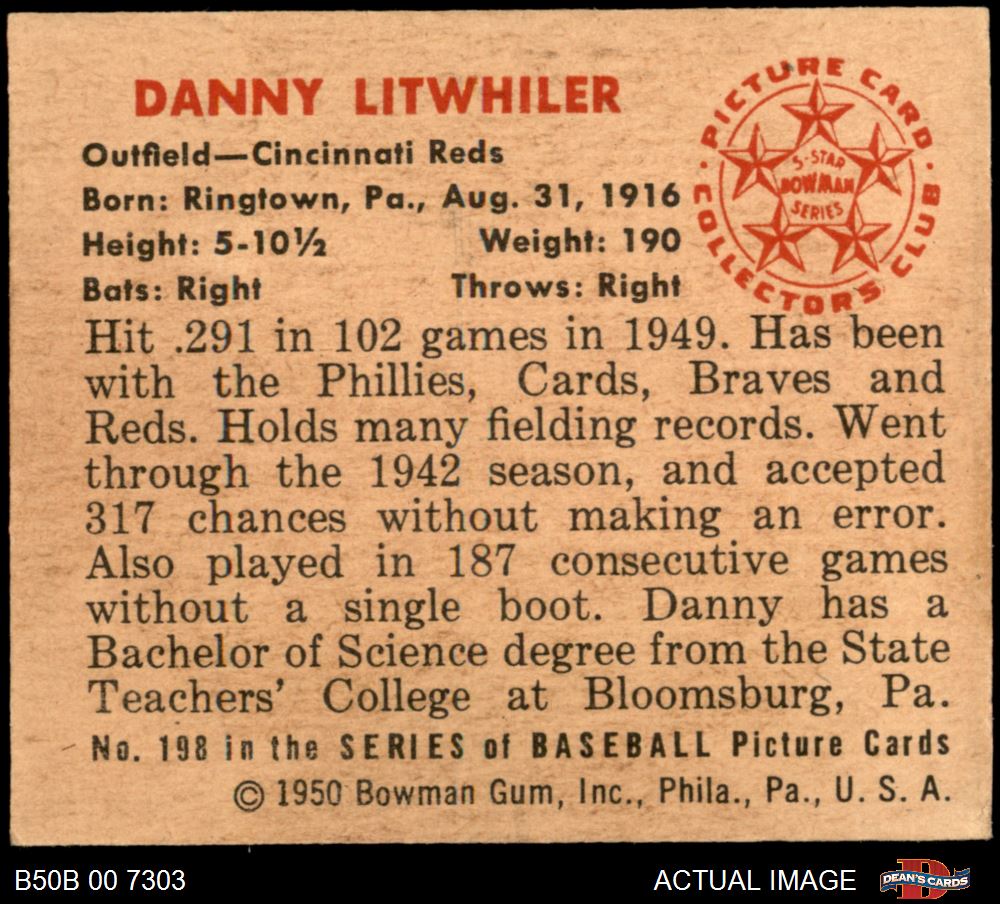 DANNY LITWHILER
Outfield—Cincinnati Reds
Born: Ringtown, Pa., Aug. 31, 1916
Height: 5-10½ Weight: 190
Bats: Right Throws: Right
PICTURE CARD
COLLECTORS CLUB
5-STAR
BOWMAN
SERIES
Hit .291 in 102 games in 1949. Has been
with the Phillies, Cards, Braves and
Reds. Holds many fielding records. Went
through the 1942 season, and accepted
317 chances without making an error.
Also played in 187 consecutive games
without a single boot. Danny has a
Bachelor of Science degree from the State
Teachers' College at Bloomsburg, Pa.
No. 198 in the SERIES of BASEBALL Picture Cards
© 1950 Bowman Gum, Inc., Phila., Pa., U. S. A.
B50B 00 7303 ACTUAL IMAGE
D
DEAN'S CARDS